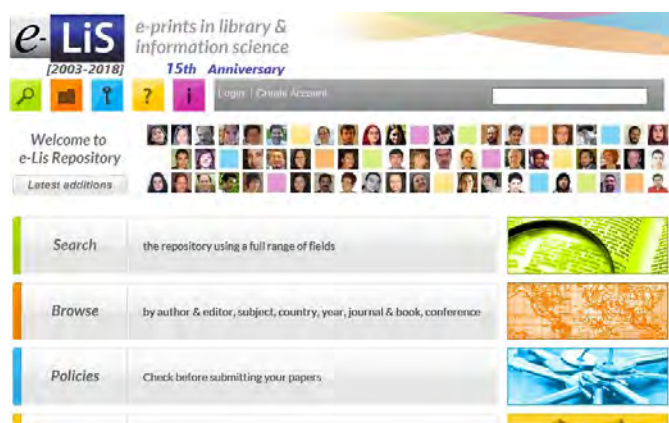 e-LiS e-prints in library &
information science
[2003-2018] 15th Anniversary
? i Login | Create Account
Welcome to
e-Lis Repository
Latest additions
Search the repository using a full range of fields
Browse by author & editor, subject, country, year, journal & book, conference
Policies Check before submitting your papers